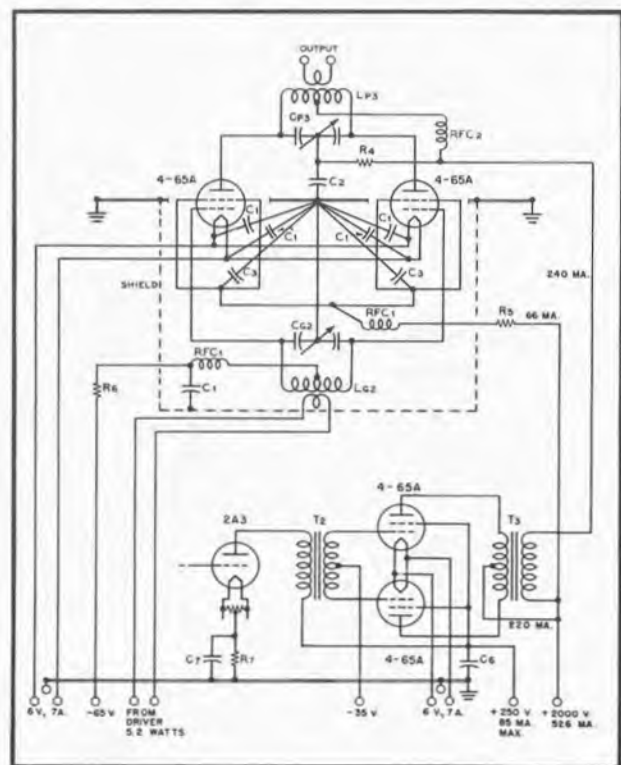 OUTPUT
LP3
CP3
RFC2
R4
4-65A
C2
4-65A
C1
C1
C1
C1
C3
C3
SHIELD
240 MA.
RFC1
R5
66 MA.
CG2
RFC1
R6
C1
LG2
4-65A
2A3
T2
T3
220 MA.
C7
R7
4-65A
C6
6 V, 7 A.
-65 V.
FROM DRIVER
5.2 WATTS
-35 V.
6 V, 7 A.
+250 V.
85 MA.
MAX.
+2000 V.
526 MA.